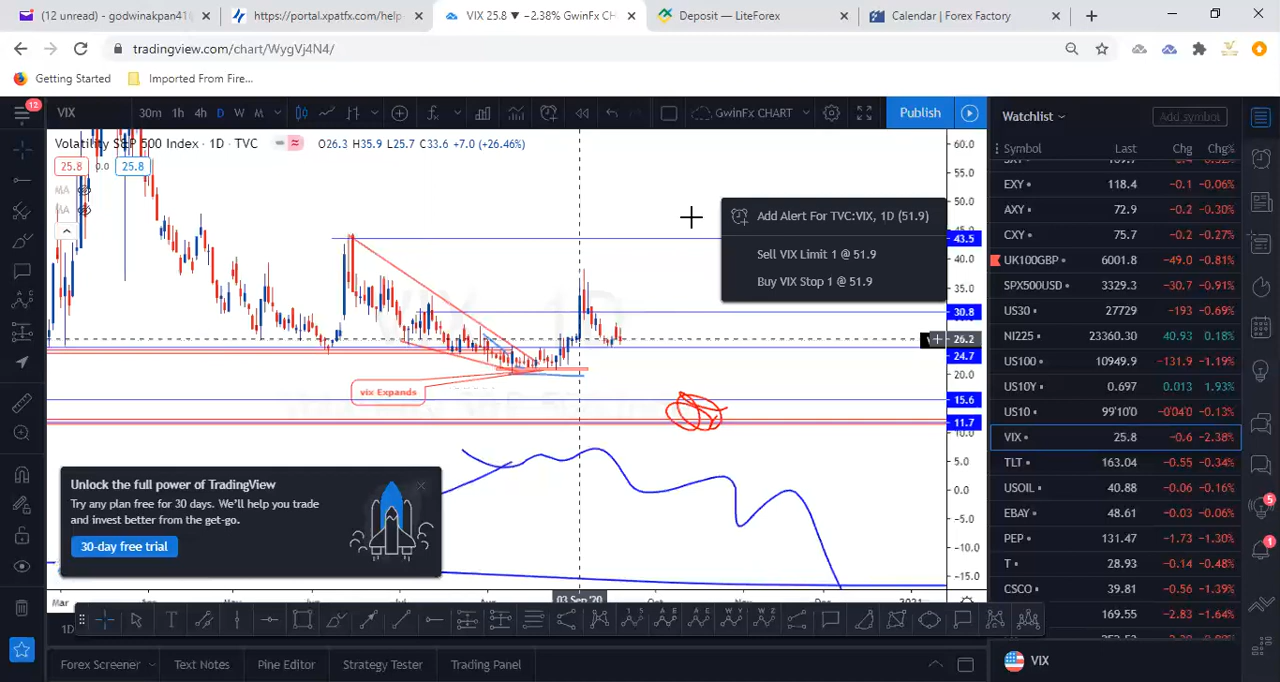 (12 unread) - godwinakpan41
https://portal.xpatfx.com/help-
VIX 25.8 ▼ −2.38% GwinFx CH
Deposit — LiteForex
Calendar | Forex Factory
tradingview.com/chart/WygVj4N4/
Getting Started
Imported From Fire...
12
VIX
30m 1h 4h D W M
GwinFx CHART
Publish
Watchlist
Add symbol
Volatility S&P 500 Index · 1D · TVC
O26.3 H35.9 L25.7 C33.6 +7.0 (+26.46%)
25.8 0.0 25.8
MA
MA
Symbol Last Chg Chg%
EXY 118.4 −0.1 −0.06%
AXY 72.9 −0.2 −0.30%
CXY 75.7 −0.2 −0.27%
UK100GBP 6001.8 −49.0 −0.81%
SPX500USD 3329.3 −30.7 −0.91%
US30 27729 −193 −0.69%
NI225 23360.30 40.93 0.18%
US100 10949.9 −131.9 −1.19%
US10Y 0.697 0.013 1.93%
US10 99'10'0 −0'04'0 −0.13%
VIX 25.8 −0.6 −2.38%
TLT 163.04 −0.55 −0.34%
USOIL 40.88 −0.06 −0.16%
EBAY 48.61 −0.03 −0.06%
PEP 131.47 −1.73 −1.30%
T 28.93 −0.14 −0.48%
CSCO 39.81 −0.56 −1.39%
169.55 −2.83 −1.64%
Add Alert For TVC:VIX, 1D (51.9)
Sell VIX Limit 1 @ 51.9
Buy VIX Stop 1 @ 51.9
60.0
55.0
50.0
43.5
40.0
35.0
30.8
26.2
24.7
20.0
15.6
11.7
10.0
5.0
0.0
−5.0
−10.0
−15.0
vix Expands
Unlock the full power of TradingView
Try any plan free for 30 days. We'll help you trade
and invest better from the get-go.
30-day free trial
Mar
03 Sep '20
Oct
2021
1D
5
1
Forex Screener
Text Notes
Pine Editor
Strategy Tester
Trading Panel
VIX